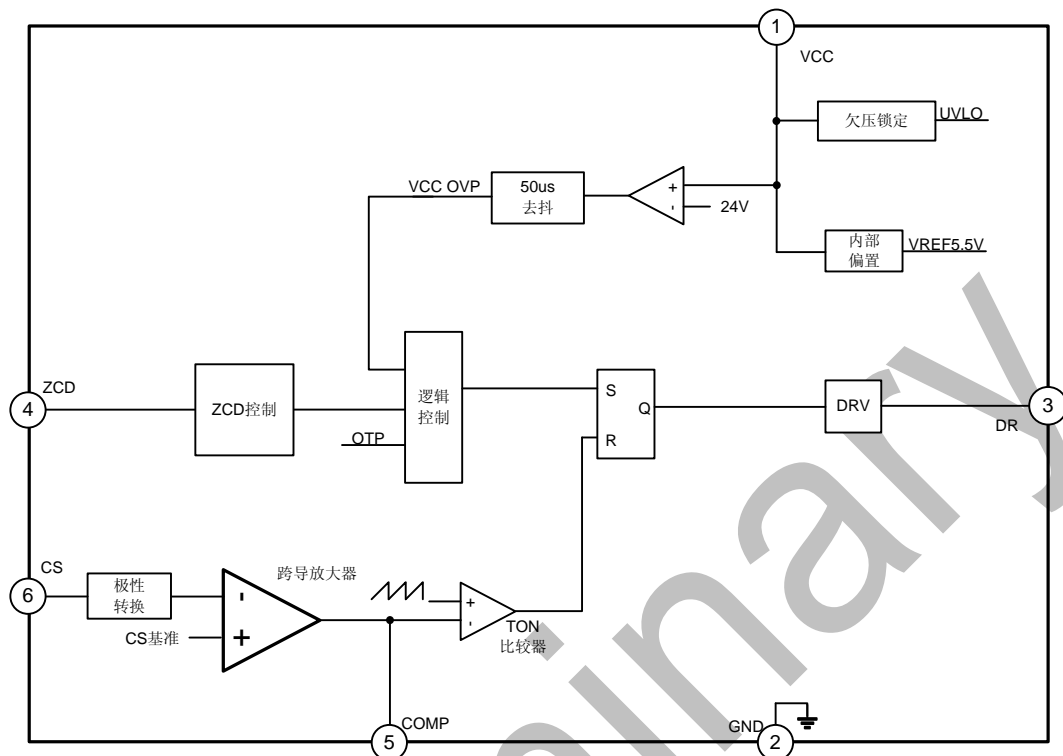 1
VCC
欠压锁定
UVLO
VCC OVP
50us
去抖
+
-
24V
内部
偏置
VREF5.5V
ZCD
4
ZCD控制
OTP
逻辑
控制
S
R
Q
DRV
3
DR
CS
6
极性
转换
CS基准
-
+
跨导放大器
+
-
TON
比较器
COMP
5
GND
2
inary